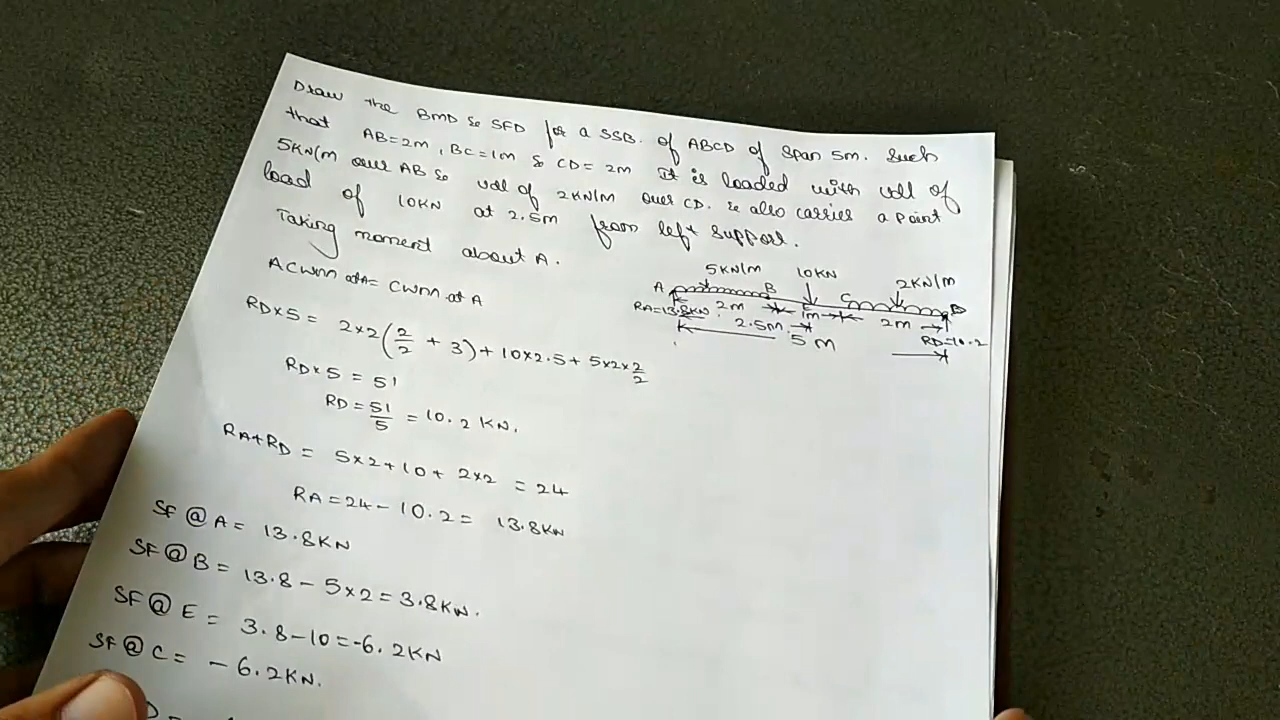 Draw the BMD & SFD for a SSB. of ABCD of span 5m. Such
that AB=2m, BC=1m & CD= 2m It is loaded with udl of
5KN/m over AB & udl of 2KN/m over CD. & also carries a point
load of 10KN at 2.5m from left support.
Taking moment about A.
ACWM at A= CWM at A
RD×5 = 2×2(2/2 + 3) + 10×2.5 + 5×2×2/2
RD×5 = 51
RD = 51/5 = 10.2 KN.
RA+RD = 5×2+10+ 2×2 = 24
RA = 24 - 10.2 = 13.8KN
SF @ A = 13.8KN
SF @ B = 13.8 - 5×2 = 3.8KN.
SF @ E = 3.8-10 =-6.2KN
SF @ C = -6.2KN.
5KN/m 10KN 2KN/m
A B C D
RA=13.8KN 2m 1m 2m
2.5m
5m
RD=10.2